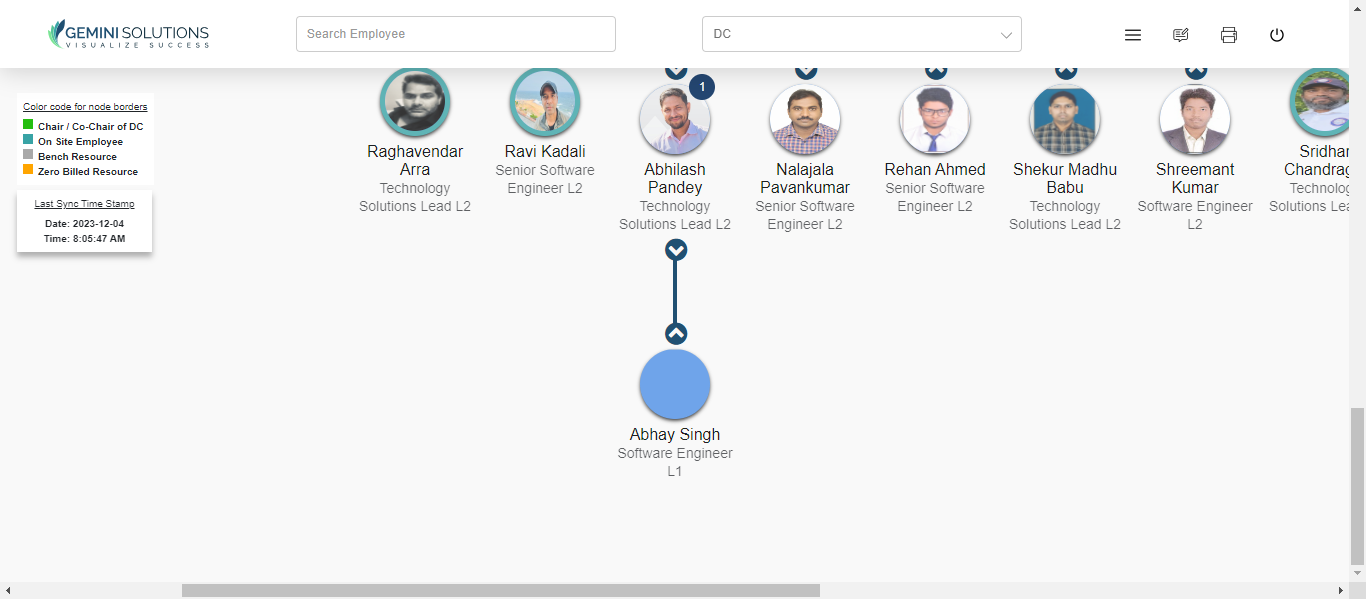 GEMINI SOLUTIONS
VISUALIZE SUCCESS
Search Employee
DC
Color code for node borders
Chair / Co-Chair of DC
On Site Employee
Bench Resource
Zero Billed Resource
Last Sync Time Stamp
Date: 2023-12-04
Time: 8:05:47 AM
Raghavendar
Arra
Technology
Solutions Lead L2
Ravi Kadali
Senior Software
Engineer L2
1
Abhilash
Pandey
Technology
Solutions Lead L2
Nalajala
Pavankumar
Senior Software
Engineer L2
Rehan Ahmed
Senior Software
Engineer L2
Shekur Madhu
Babu
Technology
Solutions Lead L2
Shreemant
Kumar
Software Engineer
L2
Sridhar
Chandrag
Technolog
Solutions Lea
Abhay Singh
Software Engineer
L1